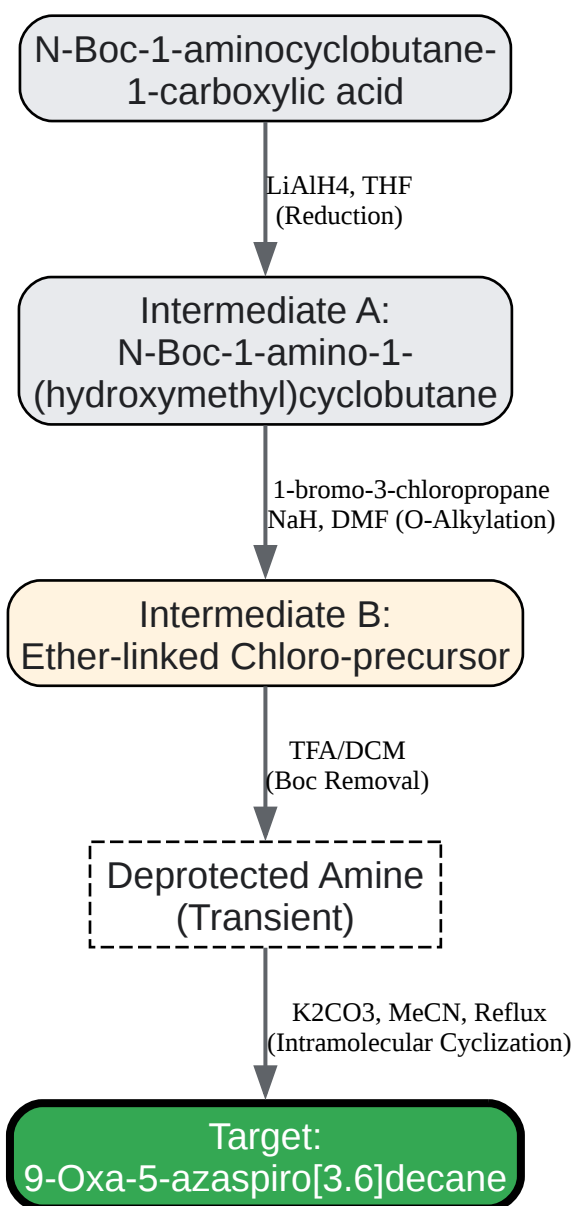 N-Boc-1-aminocyclobutane-
1-carboxylic acid
LiAlH4, THF
(Reduction)
Intermediate A:
N-Boc-1-amino-1-
(hydroxymethyl)cyclobutane
1-bromo-3-chloropropane
NaH, DMF (O-Alkylation)
Intermediate B:
Ether-linked Chloro-precursor
TFA/DCM
(Boc Removal)
Deprotected Amine
(Transient)
K2CO3, MeCN, Reflux
(Intramolecular Cyclization)
Target:
9-Oxa-5-azaspiro[3.6]decane